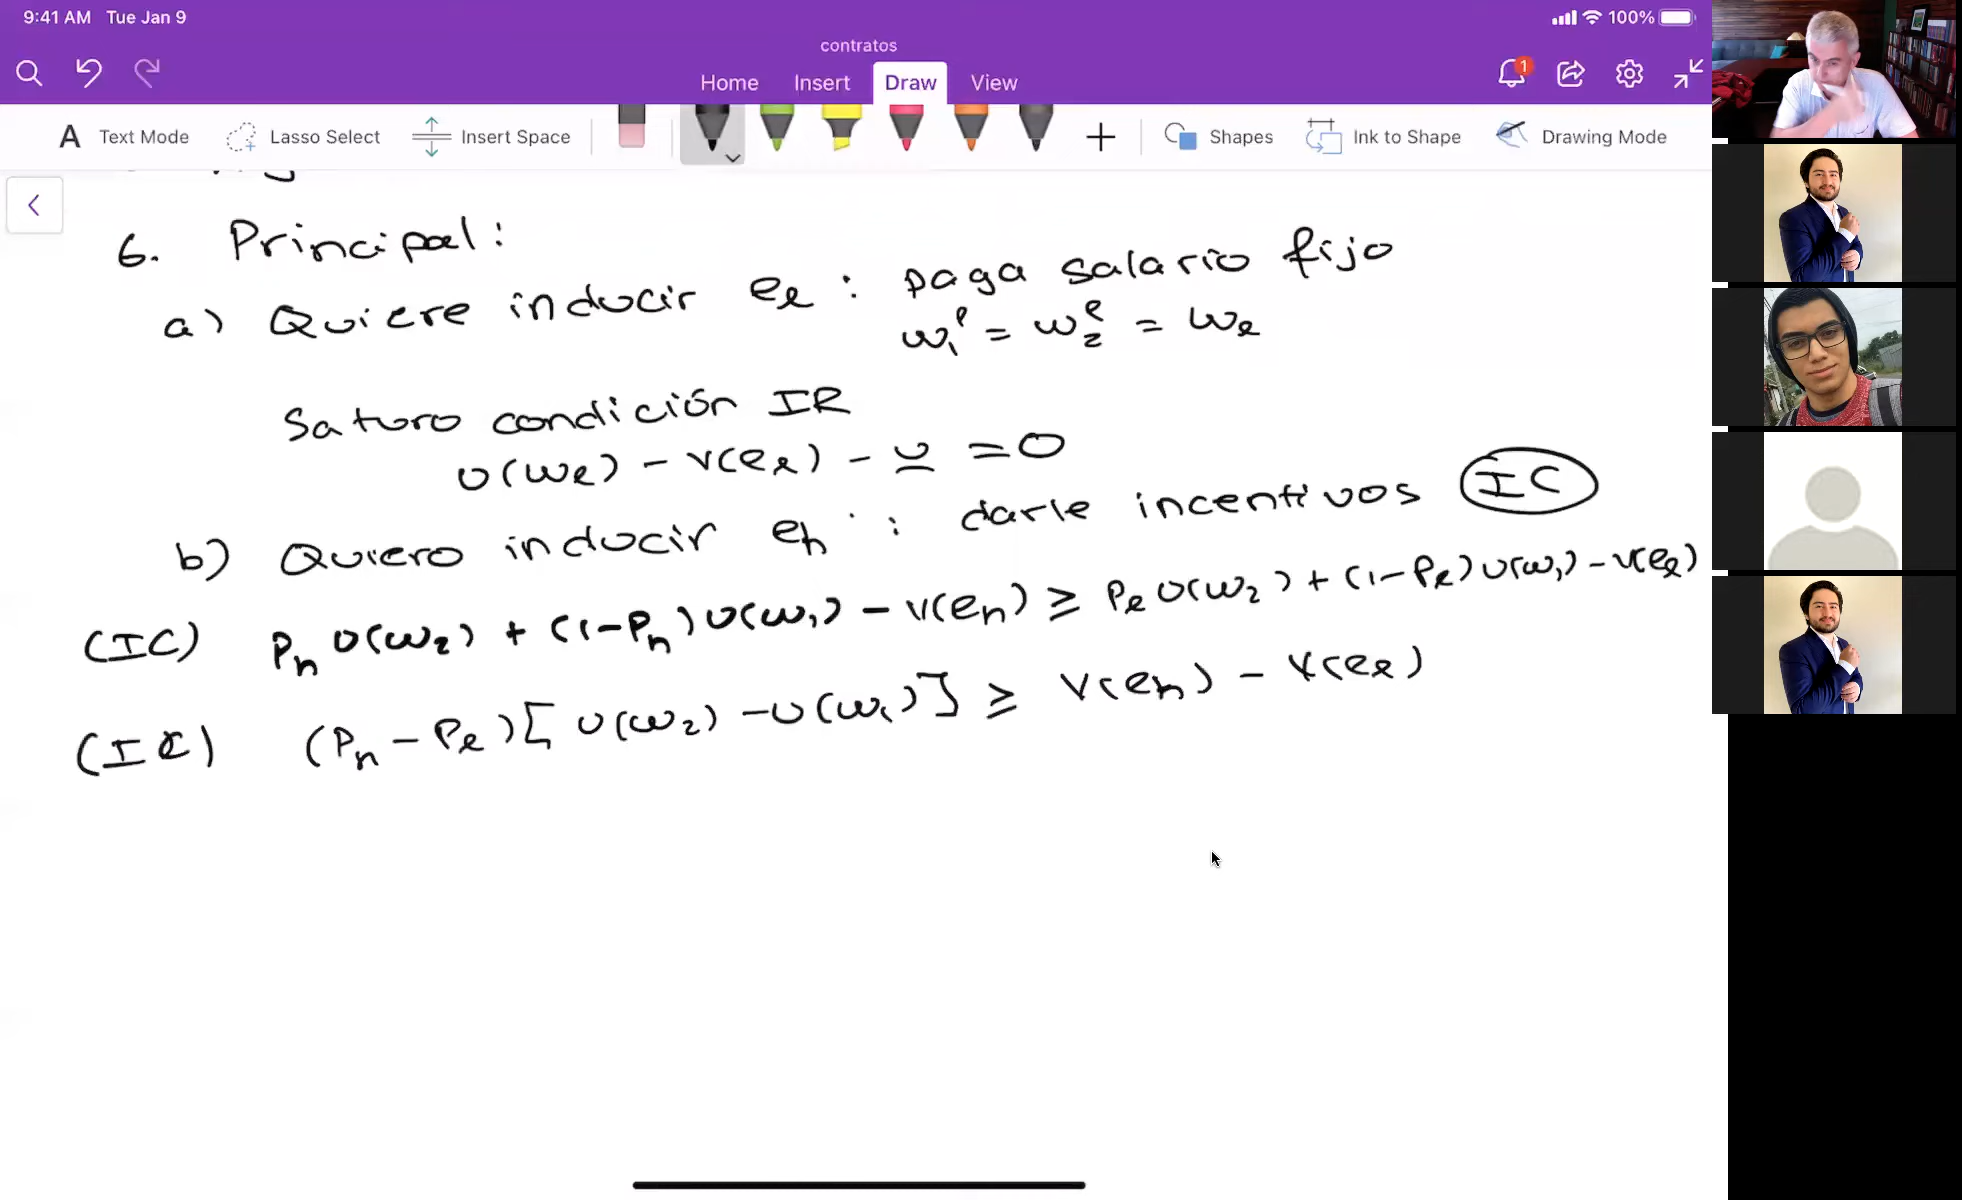 9:41 AM Tue Jan 9
100%
contratos
Home Insert Draw View
1
A Text Mode Lasso Select Insert Space Shapes Ink to Shape Drawing Mode
6. Principal:
a) Quiere inducir eℓ : paga salario fijo
w₁ˡ = w₂ˡ = wℓ
Saturo condición IR
u(wℓ) - v(eℓ) - u̲ = 0
b) Quiero inducir eₕ : darle incentivos IC
(IC) Pₕ u(w₂) + (1-Pₕ) u(w₁) - v(eₕ) ≥ Pℓ u(w₂) + (1-Pℓ) u(w₁) - v(eℓ)
(IC) (Pₕ - Pℓ)[u(w₂) - u(w₁)] ≥ v(eₕ) - v(eℓ)